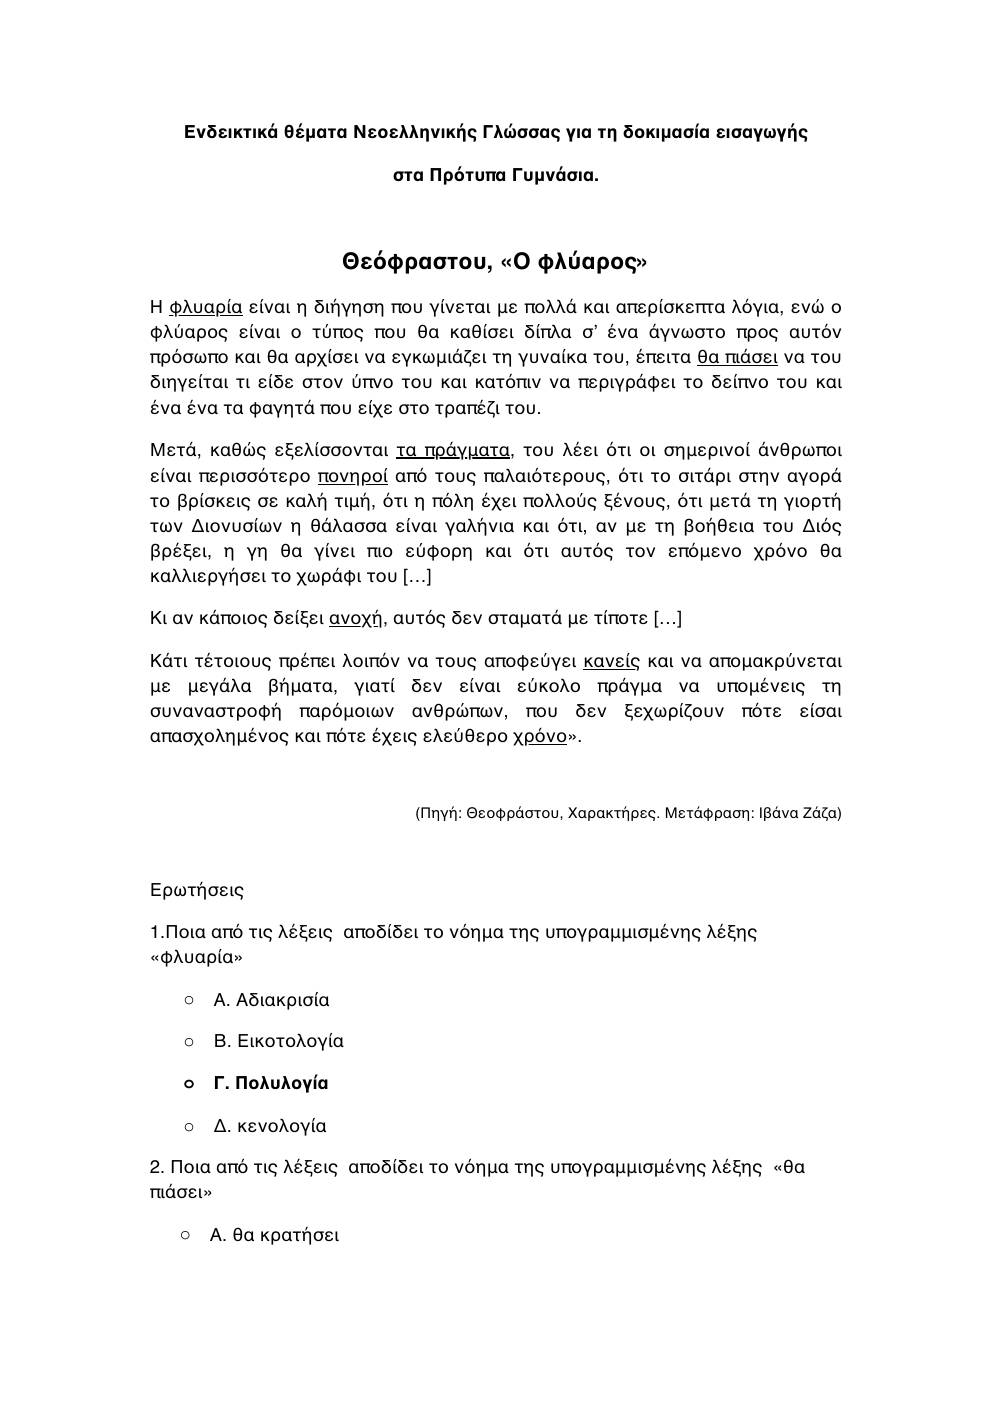 Ενδεικτικά θέματα Νεοελληνικής Γλώσσας για τη δοκιμασία εισαγωγής
στα Πρότυπα Γυμνάσια.
Θεόφραστου, «Ο φλύαρος»
Η φλυαρία είναι η διήγηση που γίνεται με πολλά και απερίσκεπτα λόγια, ενώ ο
φλύαρος είναι ο τύπος που θα καθίσει δίπλα σ’ ένα άγνωστο προς αυτόν
πρόσωπο και θα αρχίσει να εγκωμιάζει τη γυναίκα του, έπειτα θα πιάσει να του
διηγείται τι είδε στον ύπνο του και κατόπιν να περιγράφει το δείπνο του και
ένα ένα τα φαγητά που είχε στο τραπέζι του.
Μετά, καθώς εξελίσσονται τα πράγματα, του λέει ότι οι σημερινοί άνθρωποι
είναι περισσότερο πονηροί από τους παλαιότερους, ότι το σιτάρι στην αγορά
το βρίσκεις σε καλή τιμή, ότι η πόλη έχει πολλούς ξένους, ότι μετά τη γιορτή
των Διονυσίων η θάλασσα είναι γαλήνια και ότι, αν με τη βοήθεια του Διός
βρέξει, η γη θα γίνει πιο εύφορη και ότι αυτός τον επόμενο χρόνο θα
καλλιεργήσει το χωράφι του […]
Κι αν κάποιος δείξει ανοχή, αυτός δεν σταματά με τίποτε […]
Κάτι τέτοιους πρέπει λοιπόν να τους αποφεύγει κανείς και να απομακρύνεται
με μεγάλα βήματα, γιατί δεν είναι εύκολο πράγμα να υπομένεις τη
συναναστροφή παρόμοιων ανθρώπων, που δεν ξεχωρίζουν πότε είσαι
απασχολημένος και πότε έχεις ελεύθερο χρόνο».
(Πηγή: Θεοφράστου, Χαρακτήρες. Μετάφραση: Ιβάνα Ζάζα)
Ερωτήσεις
1.Ποια από τις λέξεις αποδίδει το νόημα της υπογραμμισμένης λέξης
«φλυαρία»
○ Α. Αδιακρισία
○ Β. Εικοτολογία
○ Γ. Πολυλογία
○ Δ. κενολογία
2. Ποια από τις λέξεις αποδίδει το νόημα της υπογραμμισμένης λέξης «θα
πιάσει»
○ Α. θα κρατήσει